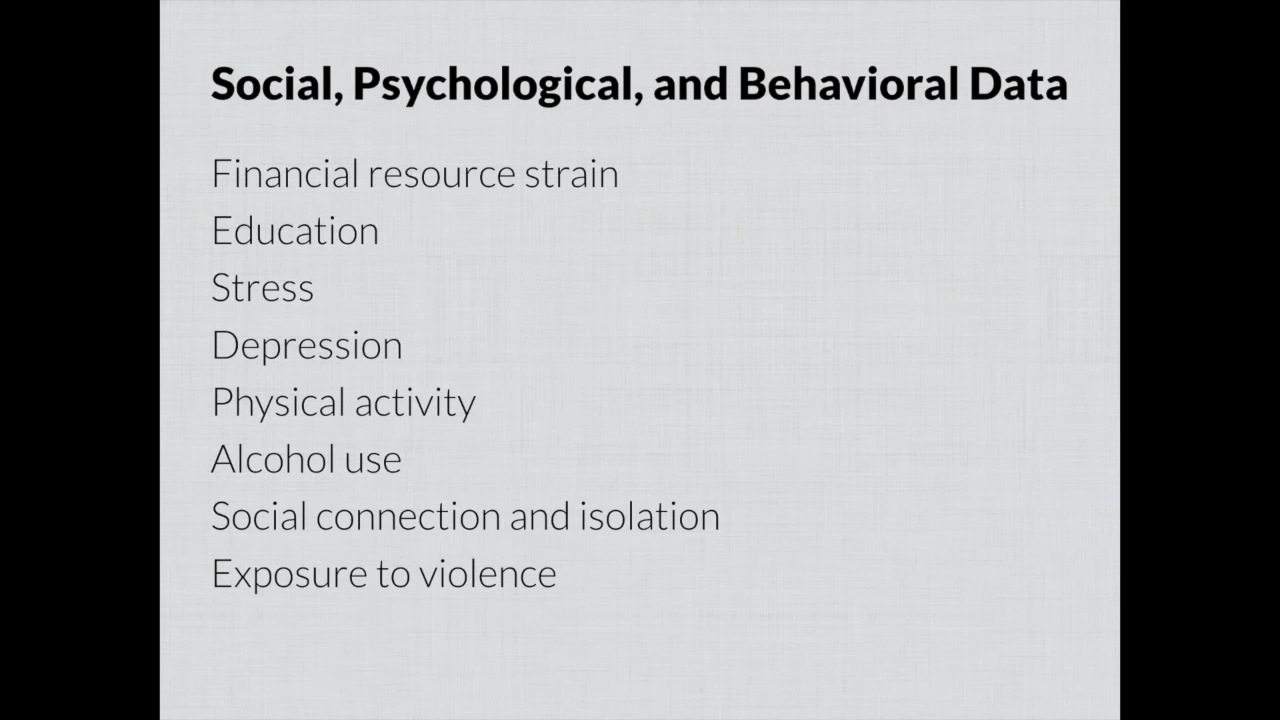 Social, Psychological, and Behavioral Data
Financial resource strain
Education
Stress
Depression
Physical activity
Alcohol use
Social connection and isolation
Exposure to violence